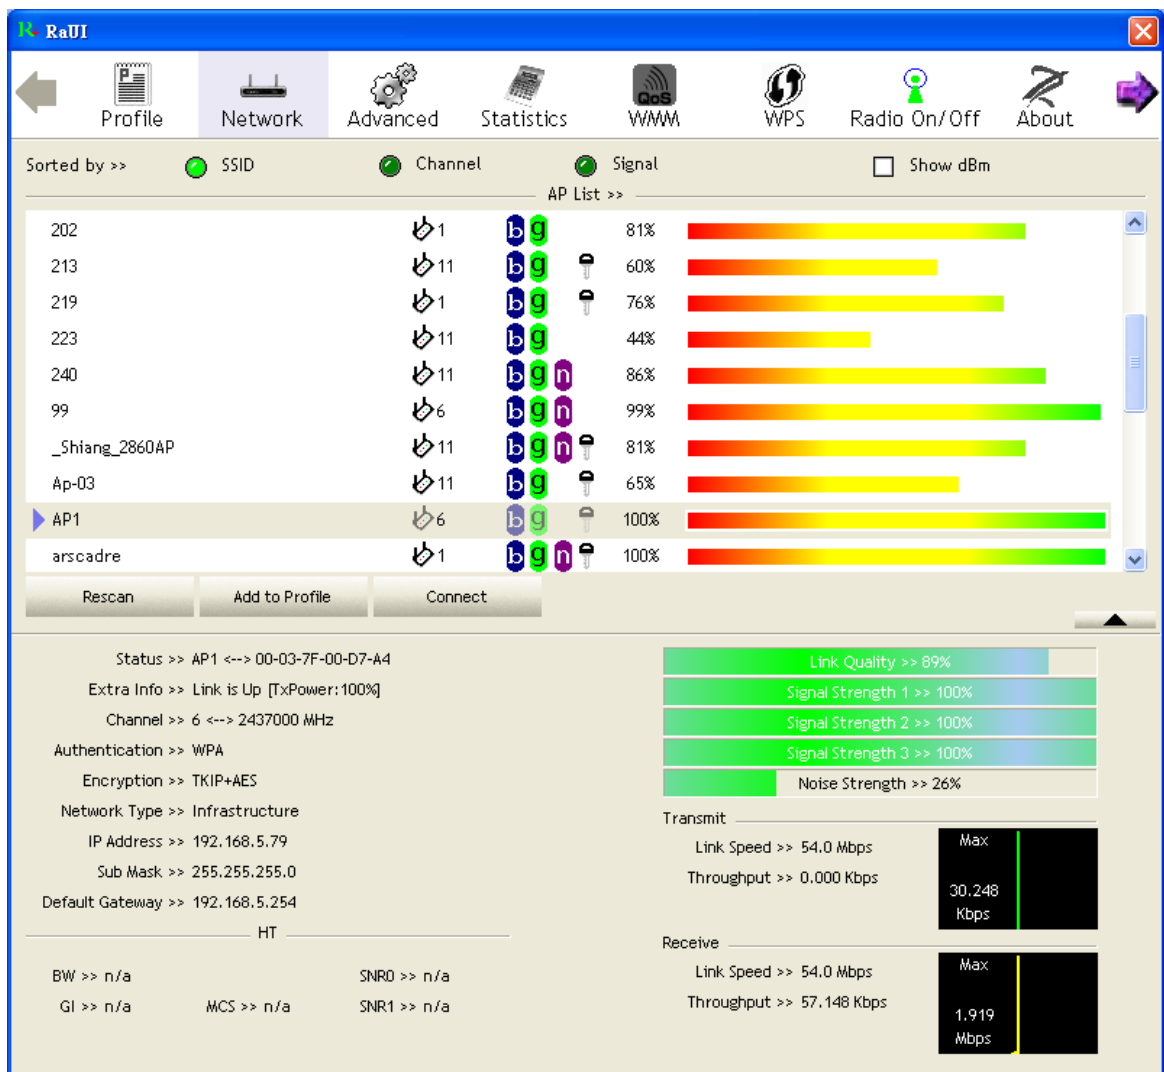 RaUI
Profile Network Advanced Statistics WMM WPS Radio On/Off About
QoS
Sorted by >> SSID Channel Signal Show dBm
AP List >>
202 1 b g 81%
213 11 b g 60%
219 1 b g 76%
223 11 b g 44%
240 11 b g n 86%
99 6 b g n 99%
_Shiang_2860AP 11 b g n 81%
Ap-03 11 b g 65%
AP1 6 b g 100%
arscadre 1 b g n 100%
Rescan Add to Profile Connect
Status >> AP1 <--> 00-03-7F-00-D7-A4
Extra Info >> Link is Up [TxPower:100%]
Channel >> 6 <--> 2437000 MHz
Authentication >> WPA
Encryption >> TKIP+AES
Network Type >> Infrastructure
IP Address >> 192.168.5.79
Sub Mask >> 255.255.255.0
Default Gateway >> 192.168.5.254
HT
BW >> n/a SNR0 >> n/a
GI >> n/a MCS >> n/a SNR1 >> n/a
Link Quality >> 89%
Signal Strength 1 >> 100%
Signal Strength 2 >> 100%
Signal Strength 3 >> 100%
Noise Strength >> 26%
Transmit
Link Speed >> 54.0 Mbps
Throughput >> 0.000 Kbps
Max
30.248
Kbps
Receive
Link Speed >> 54.0 Mbps
Throughput >> 57.148 Kbps
Max
1.919
Mbps